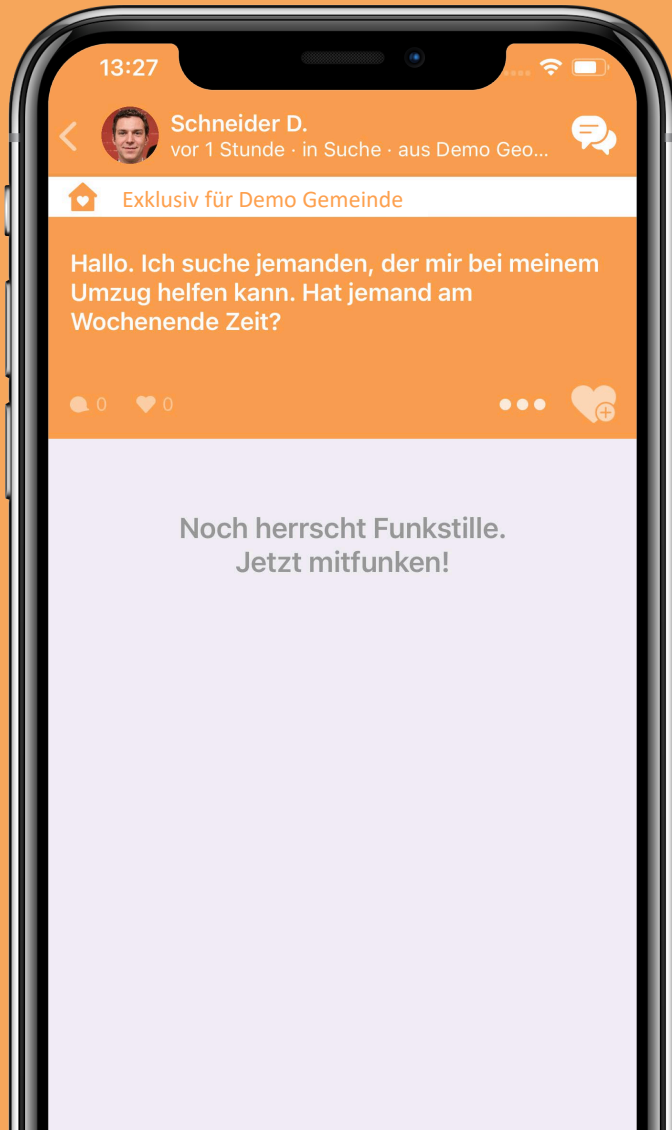 13:27
Schneider D.
vor 1 Stunde · in Suche · aus Demo Geo...
Exklusiv für Demo Gemeinde
Hallo. Ich suche jemanden, der mir bei meinem
Umzug helfen kann. Hat jemand am
Wochenende Zeit?
0 0
Noch herrscht Funkstille.
Jetzt mitfunken!